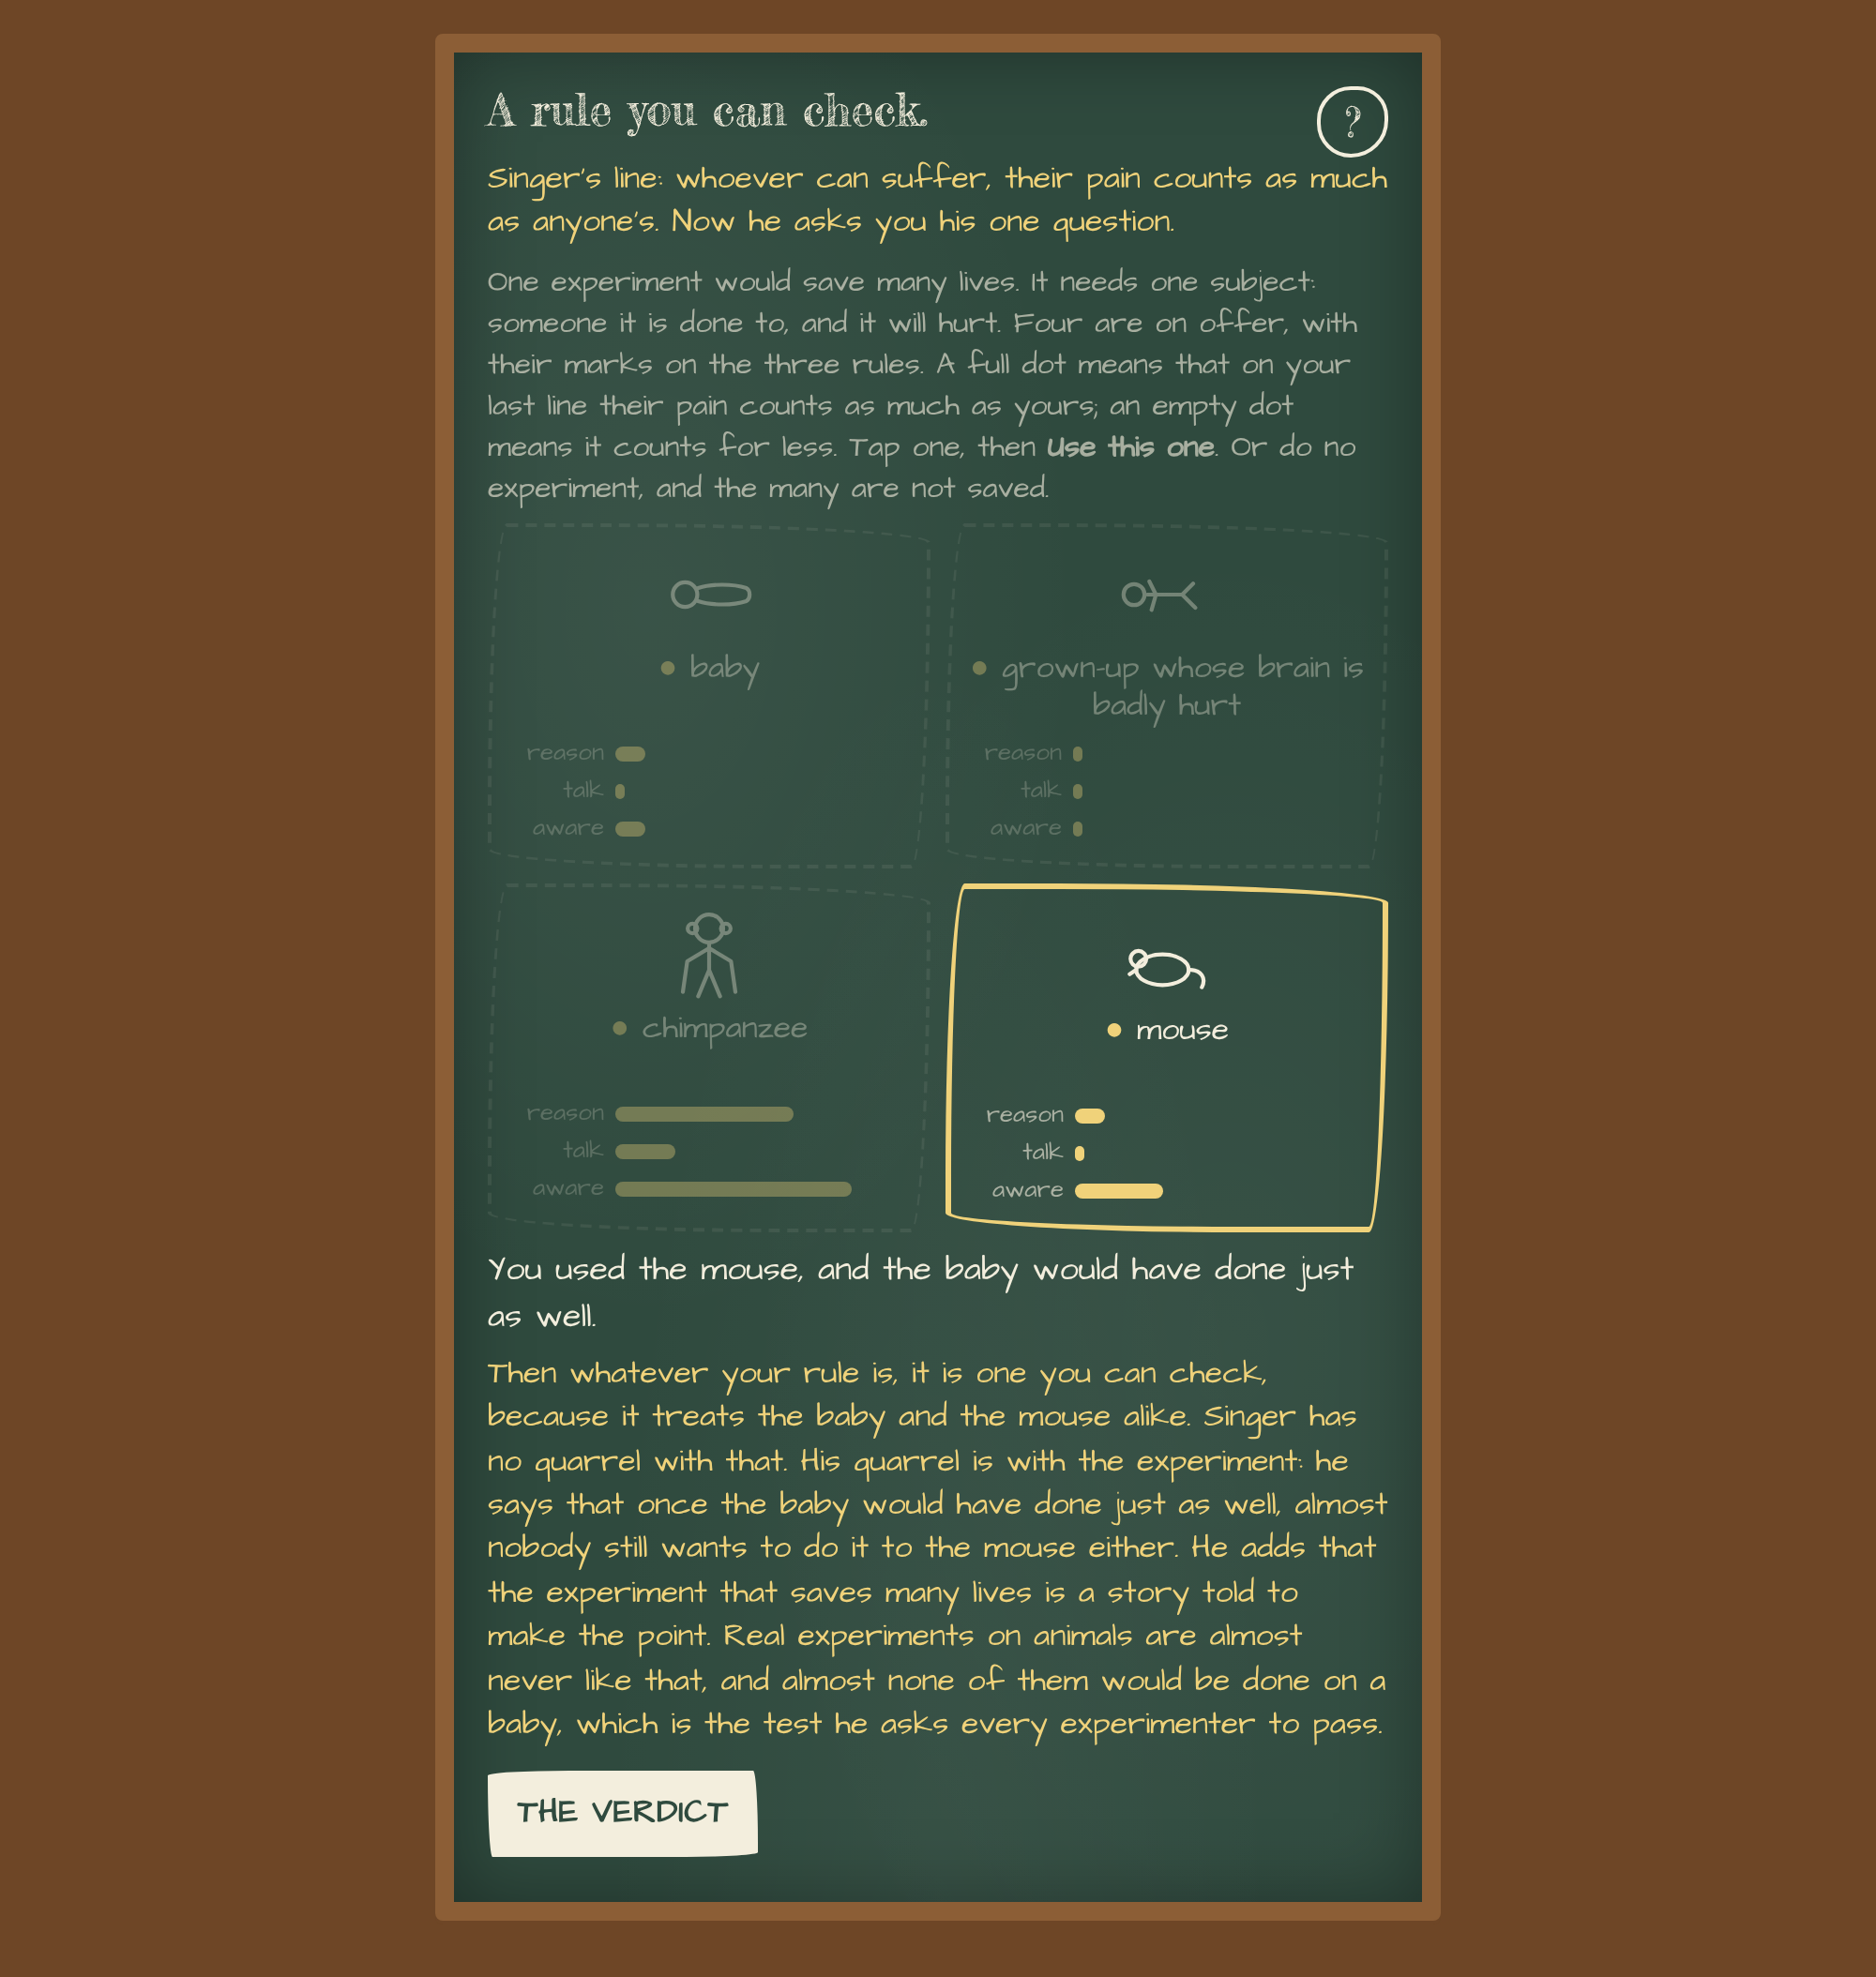 A rule you can check.
?
Singer's line: whoever can suffer, their pain counts as much
as anyone's. Now he asks you his one question.
One experiment would save many lives. It needs one subject:
someone it is done to, and it will hurt. Four are on offer, with
their marks on the three rules. A full dot means that on your
last line their pain counts as much as yours; an empty dot
means it counts for less. Tap one, then Use this one. Or do no
experiment, and the many are not saved.
baby
reason
talk
aware
grown-up whose brain is
badly hurt
reason
talk
aware
chimpanzee
reason
talk
aware
mouse
reason
talk
aware
You used the mouse, and the baby would have done just
as well.
Then whatever your rule is, it is one you can check,
because it treats the baby and the mouse alike. Singer has
no quarrel with that. His quarrel is with the experiment: he
says that once the baby would have done just as well, almost
nobody still wants to do it to the mouse either. He adds that
the experiment that saves many lives is a story told to
make the point. Real experiments on animals are almost
never like that, and almost none of them would be done on a
baby, which is the test he asks every experimenter to pass.
THE VERDICT